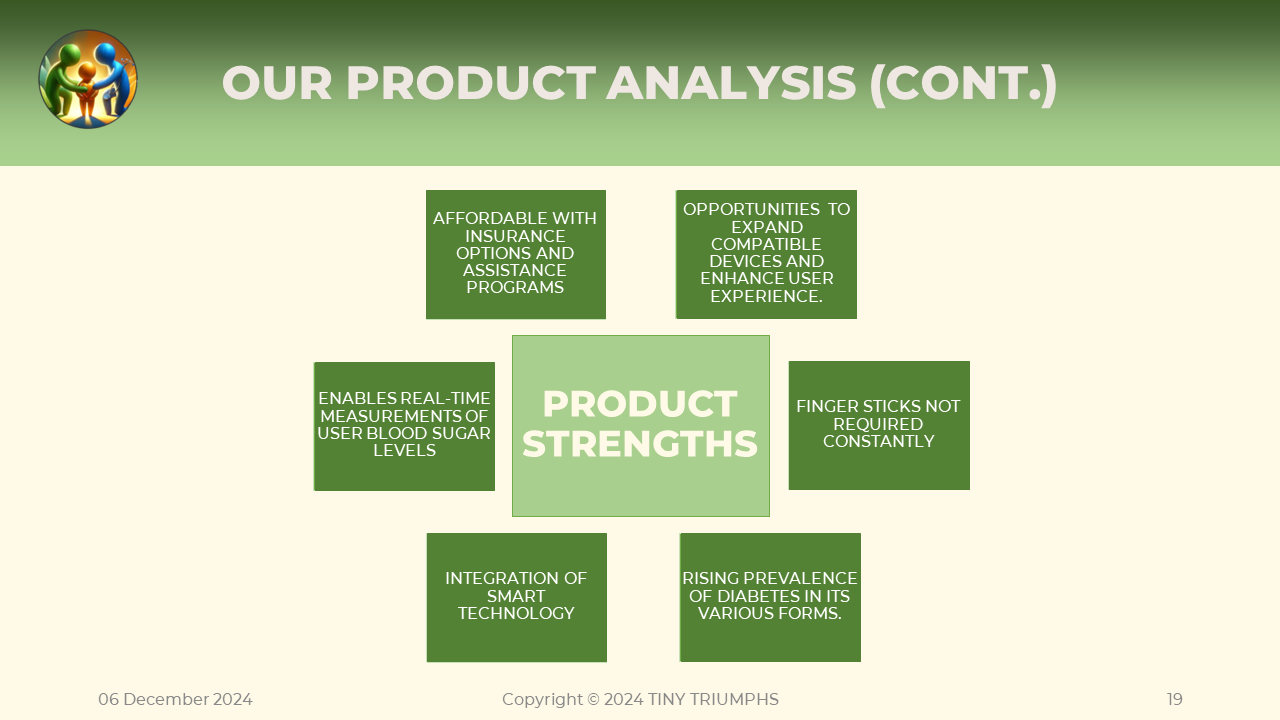 OUR PRODUCT ANALYSIS (CONT.)
AFFORDABLE WITH
INSURANCE
OPTIONS AND
ASSISTANCE
PROGRAMS
OPPORTUNITIES TO
EXPAND
COMPATIBLE
DEVICES AND
ENHANCE USER
EXPERIENCE.
ENABLES REAL-TIME
MEASUREMENTS OF
USER BLOOD SUGAR
LEVELS
PRODUCT
STRENGTHS
FINGER STICKS NOT
REQUIRED
CONSTANTLY
INTEGRATION OF
SMART
TECHNOLOGY
RISING PREVALENCE
OF DIABETES IN ITS
VARIOUS FORMS.
06 December 2024
Copyright © 2024 TINY TRIUMPHS
19